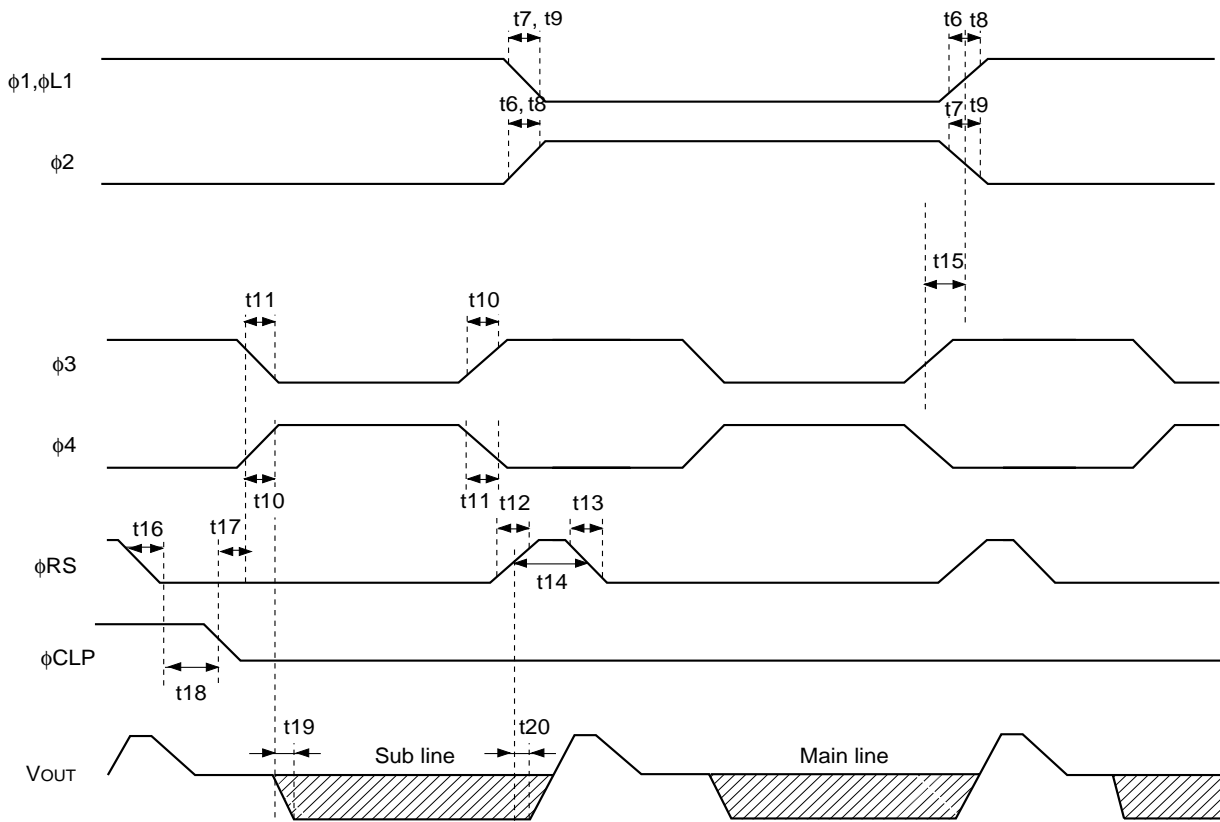 t7, t9
t6 t8
ϕ1,ϕL1
t6, t8
t7 t9
ϕ2
t15
t11
t10
ϕ3
ϕ4
t10
t11
t12
t13
t16
t17
ϕRS
t14
ϕCLP
t18
t19
t20
Sub line
Main line
VOUT